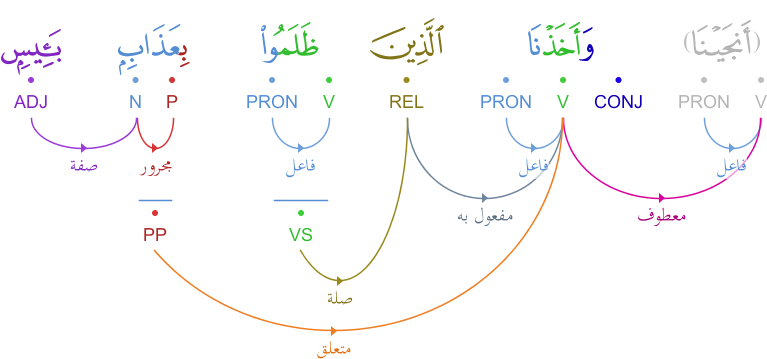 (أَنجَيْنَا) وَأَخَذْنَا ٱلَّذِينَ ظَلَمُوا۟ بِعَذَابٍۭ بَـِٔيسٍۭ
V PRON CONJ V PRON REL V PRON P N ADJ
فاعل فاعل فاعل مجرور صفة
معطوف مفعول به
VS PP
صلة
متعلق